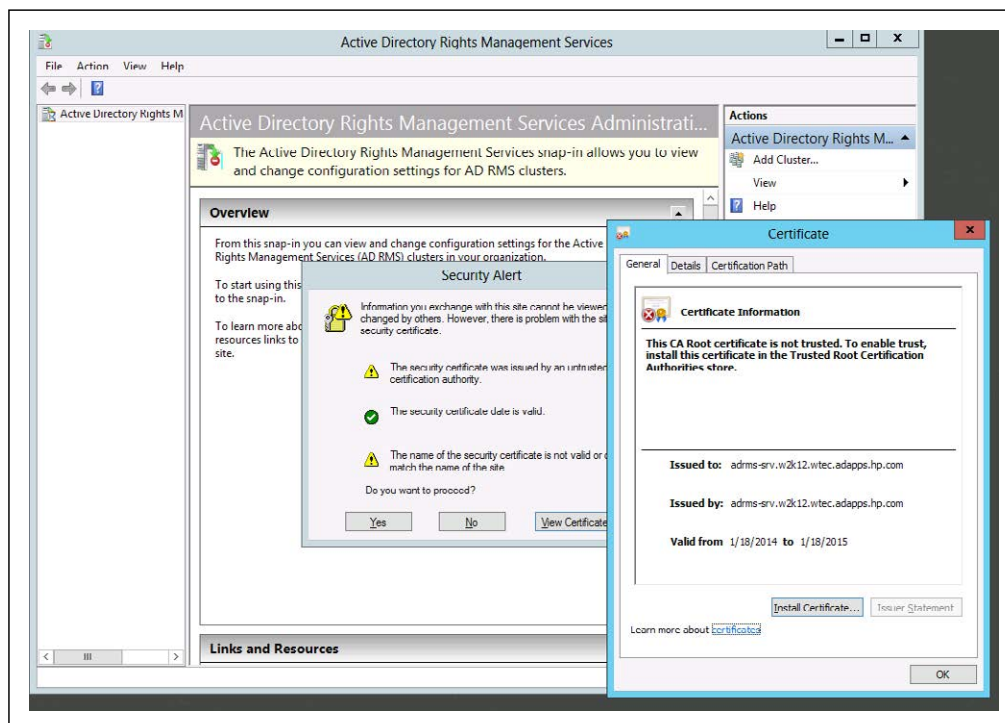 Active Directory Rights Management Services
File Action View Help
Active Directory Rights M
Active Directory Rights Management Services Administrati...
The Active Directory Rights Management Services snap-in allows you to view
and change configuration settings for AD RMS clusters.
Overview
From this snap-in you can view and change configuration settings for the Active
Rights Management Services (AD RMS) clusters in your organization.
To start using this
to the snap-in.
To learn more abo
resources links to
site.
Links and Resources
Actions
Active Directory Rights M...
Add Cluster...
View
Help
Security Alert
Information you exchange with this site cannot be viewed
changed by others. However, there is problem with the sit
security certificate.
The security certificate was issued by an untrusted
certification authority.
The security certificate date is valid.
The name of the security certificate is not valid or d
match the name of the site
Do you want to proceed?
Yes No View Certificate
Certificate
General Details Certification Path
Certificate Information
This CA Root certificate is not trusted. To enable trust,
install this certificate in the Trusted Root Certification
Authorities store.
Issued to: adrms-srv.w2k12.wtec.adapps.hp.com
Issued by: adrms-srv.w2k12.wtec.adapps.hp.com
Valid from 1/18/2014 to 1/18/2015
Install Certificate... Issuer Statement
Learn more about certificates
OK